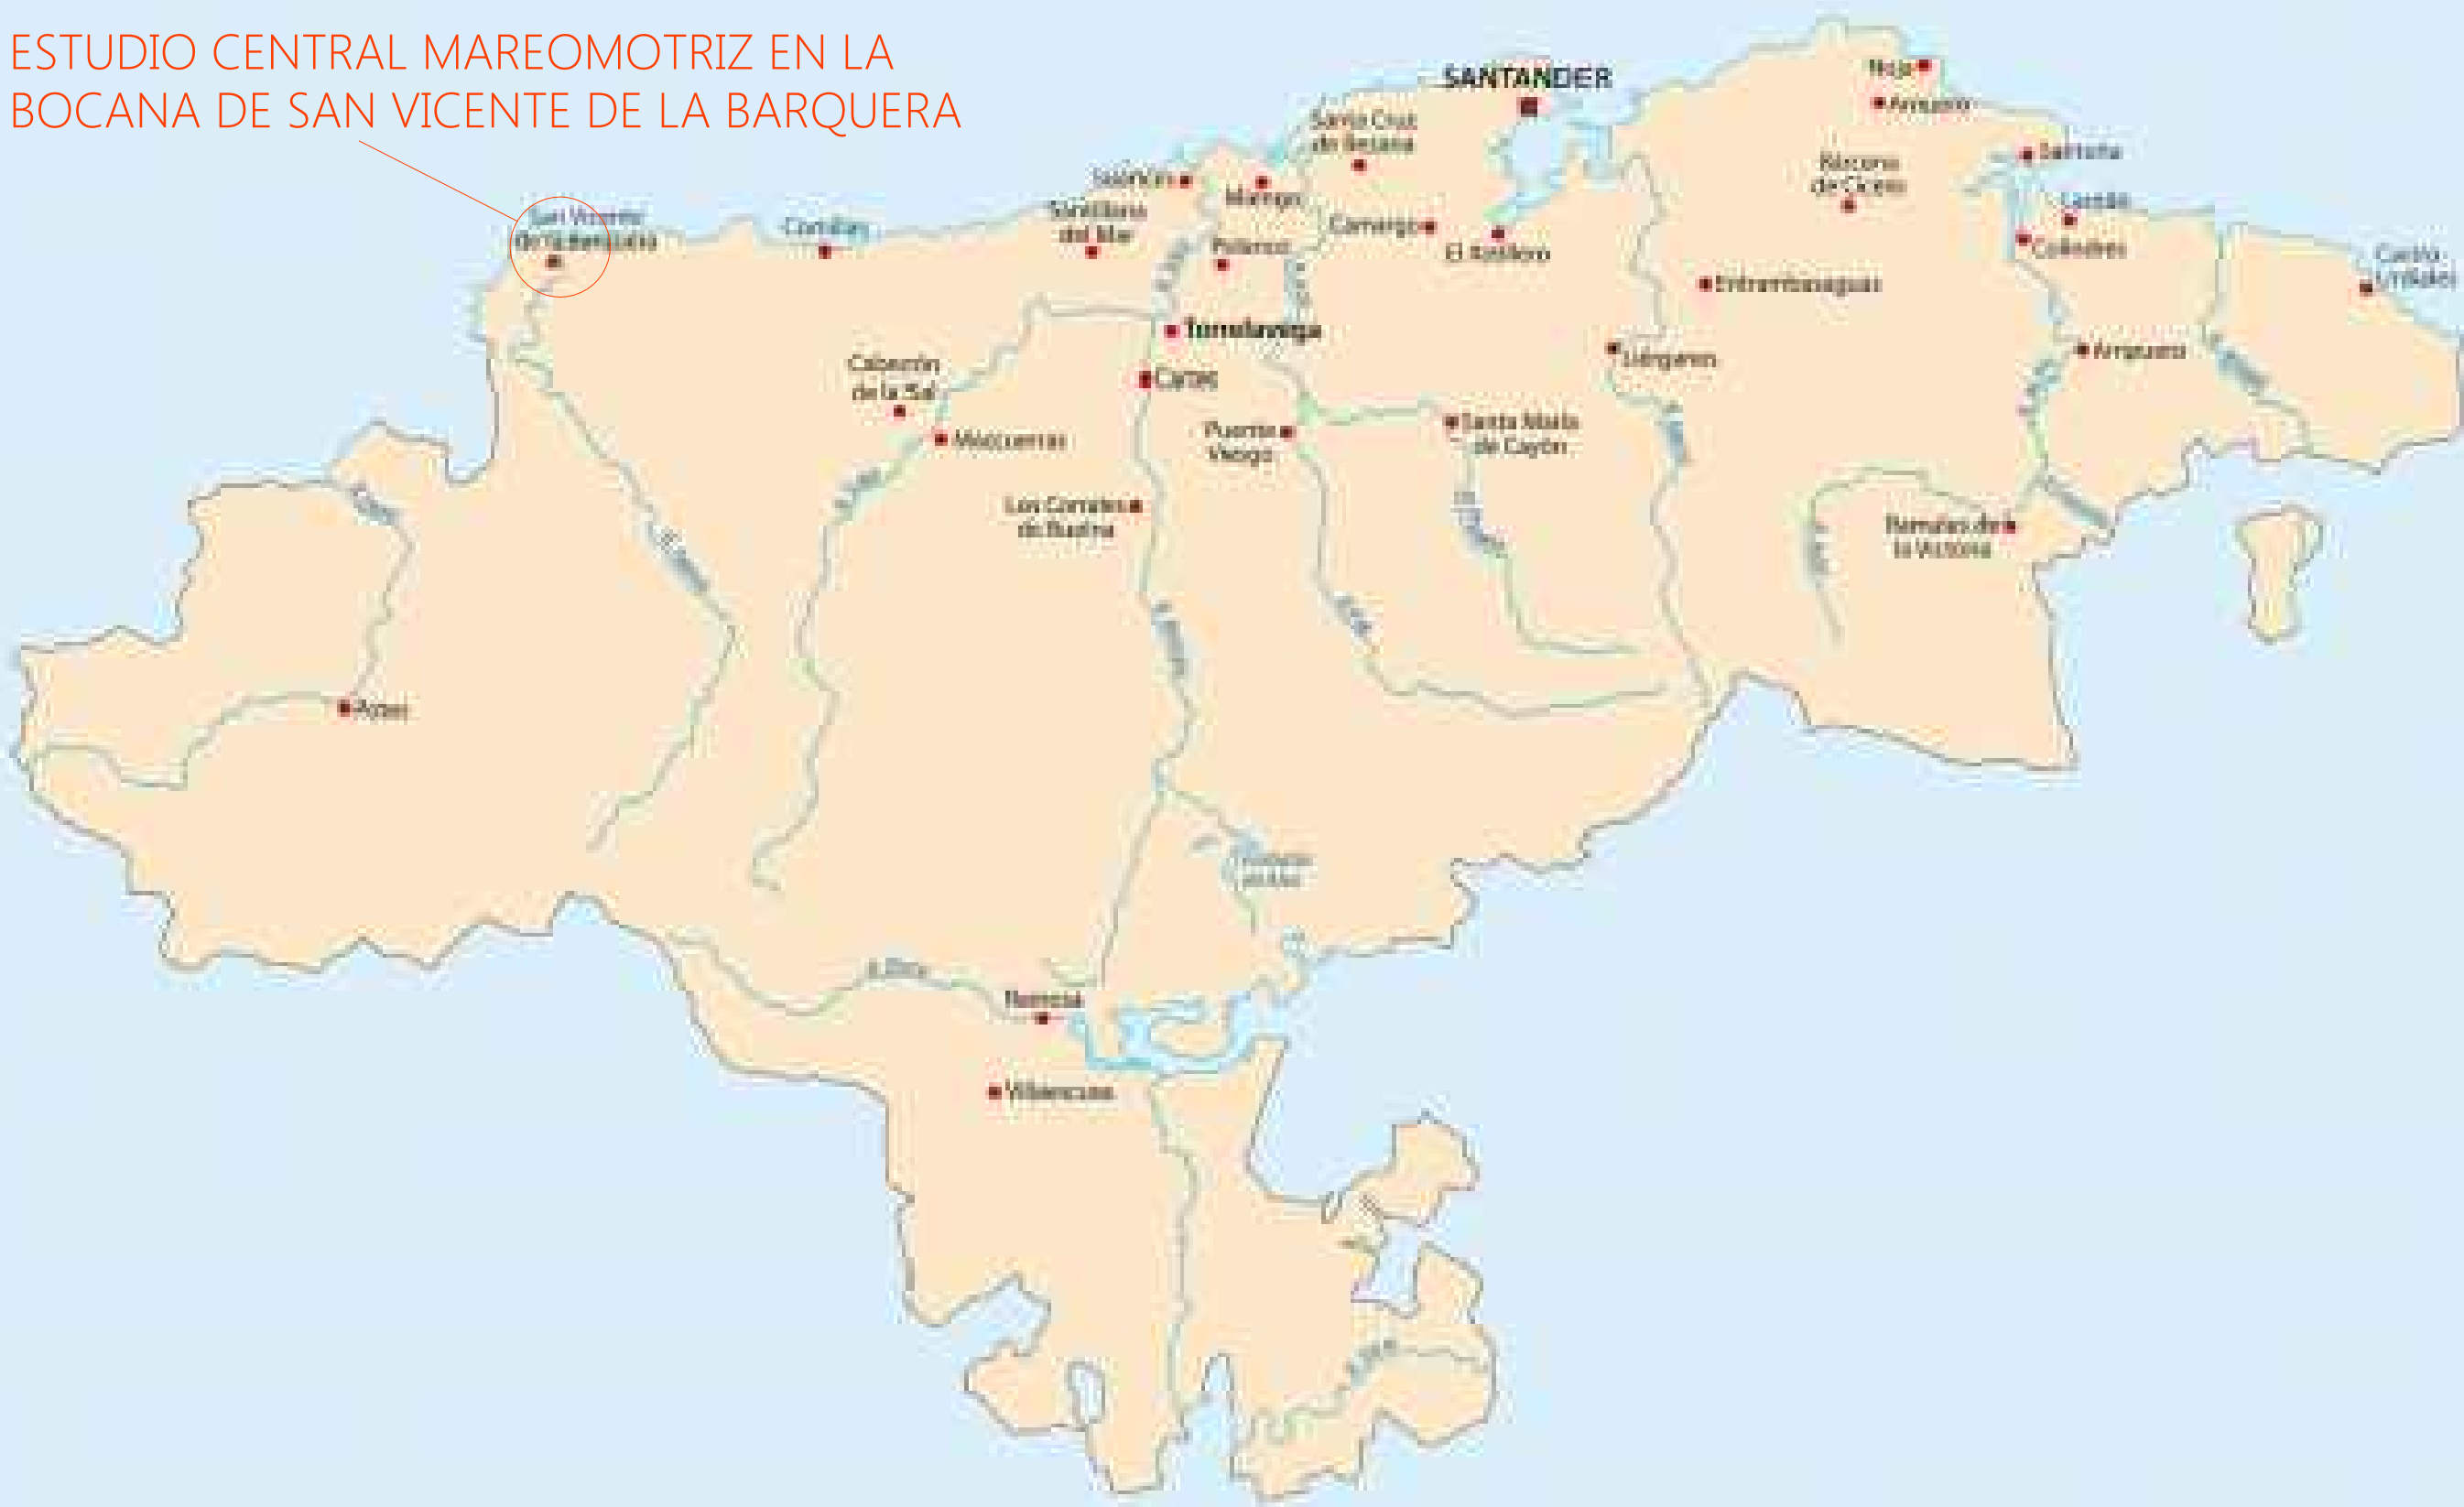 ESTUDIO CENTRAL MAREOMOTRIZ EN LA
BOCANA DE SAN VICENTE DE LA BARQUERA
SANTANDER
Noja
Arnuero
Santa Cruz
de Bezana
Santoña
Bárcena
de Cicero
Suances
Miengo
Laredo
San Vicente
de la Barquera
Comillas
Santillana
del Mar
Camargo
Polanco
El Astillero
Colindres
Castro
Urdiales
Entrambasaguas
Torrelavega
Liérganes
Ampuero
Cabezón
de la Sal
Cartes
Mazcuerras
Puente
Viesgo
Santa María
de Cayón
Los Corrales
de Buelna
Ramales de
la Victoria
Potes
Reinosa